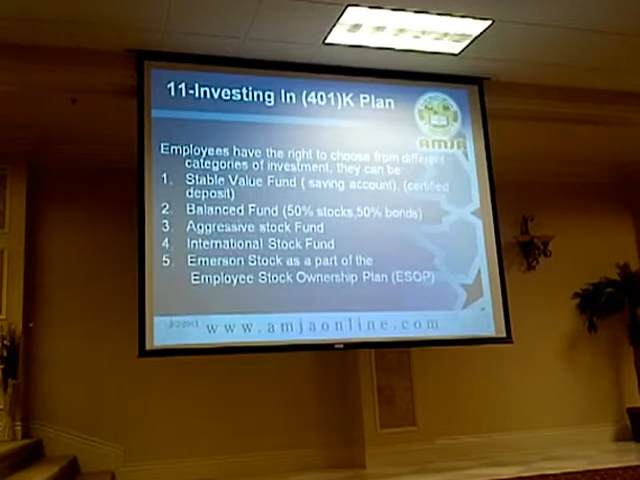 11-Investing In (401)K Plan
AMJA
Employees have the right to choose from different
categories of investment, they can be:
1. Stable Value Fund ( saving account), (certified
deposit)
2. Balanced Fund (50% stocks,50% bonds)
3. Aggressive stock Fund
4. International Stock Fund
5. Emerson Stock as a part of the
Employee Stock Ownership Plan (ESOP)
www.amjaonline.com